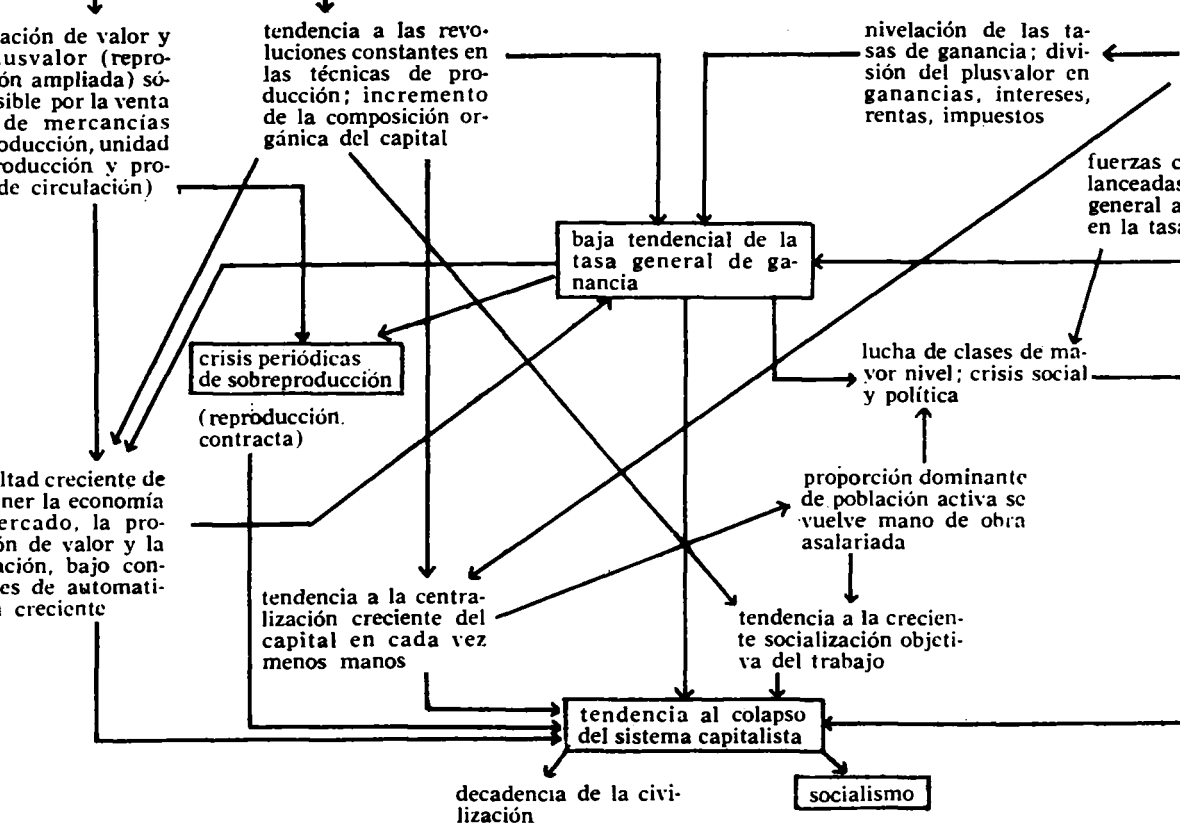 ación de valor y
lusvalor (repro-
ón ampliada) só-
sible por la venta
de mercancías
oducción, unidad
roducción y pro-
de circulación)
tendencia a las revo-
luciones constantes en
las técnicas de pro-
ducción; incremento
de la composición or-
gánica del capital
nivelación de las ta-
sas de ganancia; divi-
sión del plusvalor en
ganancias, intereses,
rentas, impuestos
fuerzas c
lanceadas
general a
en la tasa
baja tendencial de la
tasa general de ga-
nancia
crisis periódicas
de sobreproducción
(reproducción.
contracta)
lucha de clases de ma-
yor nivel; crisis social
y política
ltad creciente de
ner la economía
ercado, la pro-
ón de valor y la
ación, bajo con-
es de automati-
creciente
proporción dominante
de población activa se
vuelve mano de obra
asalariada
tendencia a la centra-
lización creciente del
capital en cada vez
menos manos
tendencia a la crecien-
te socialización objeti-
va del trabajo
tendencia al colapso
del sistema capitalista
decadencia de la civi-
lización
socialismo